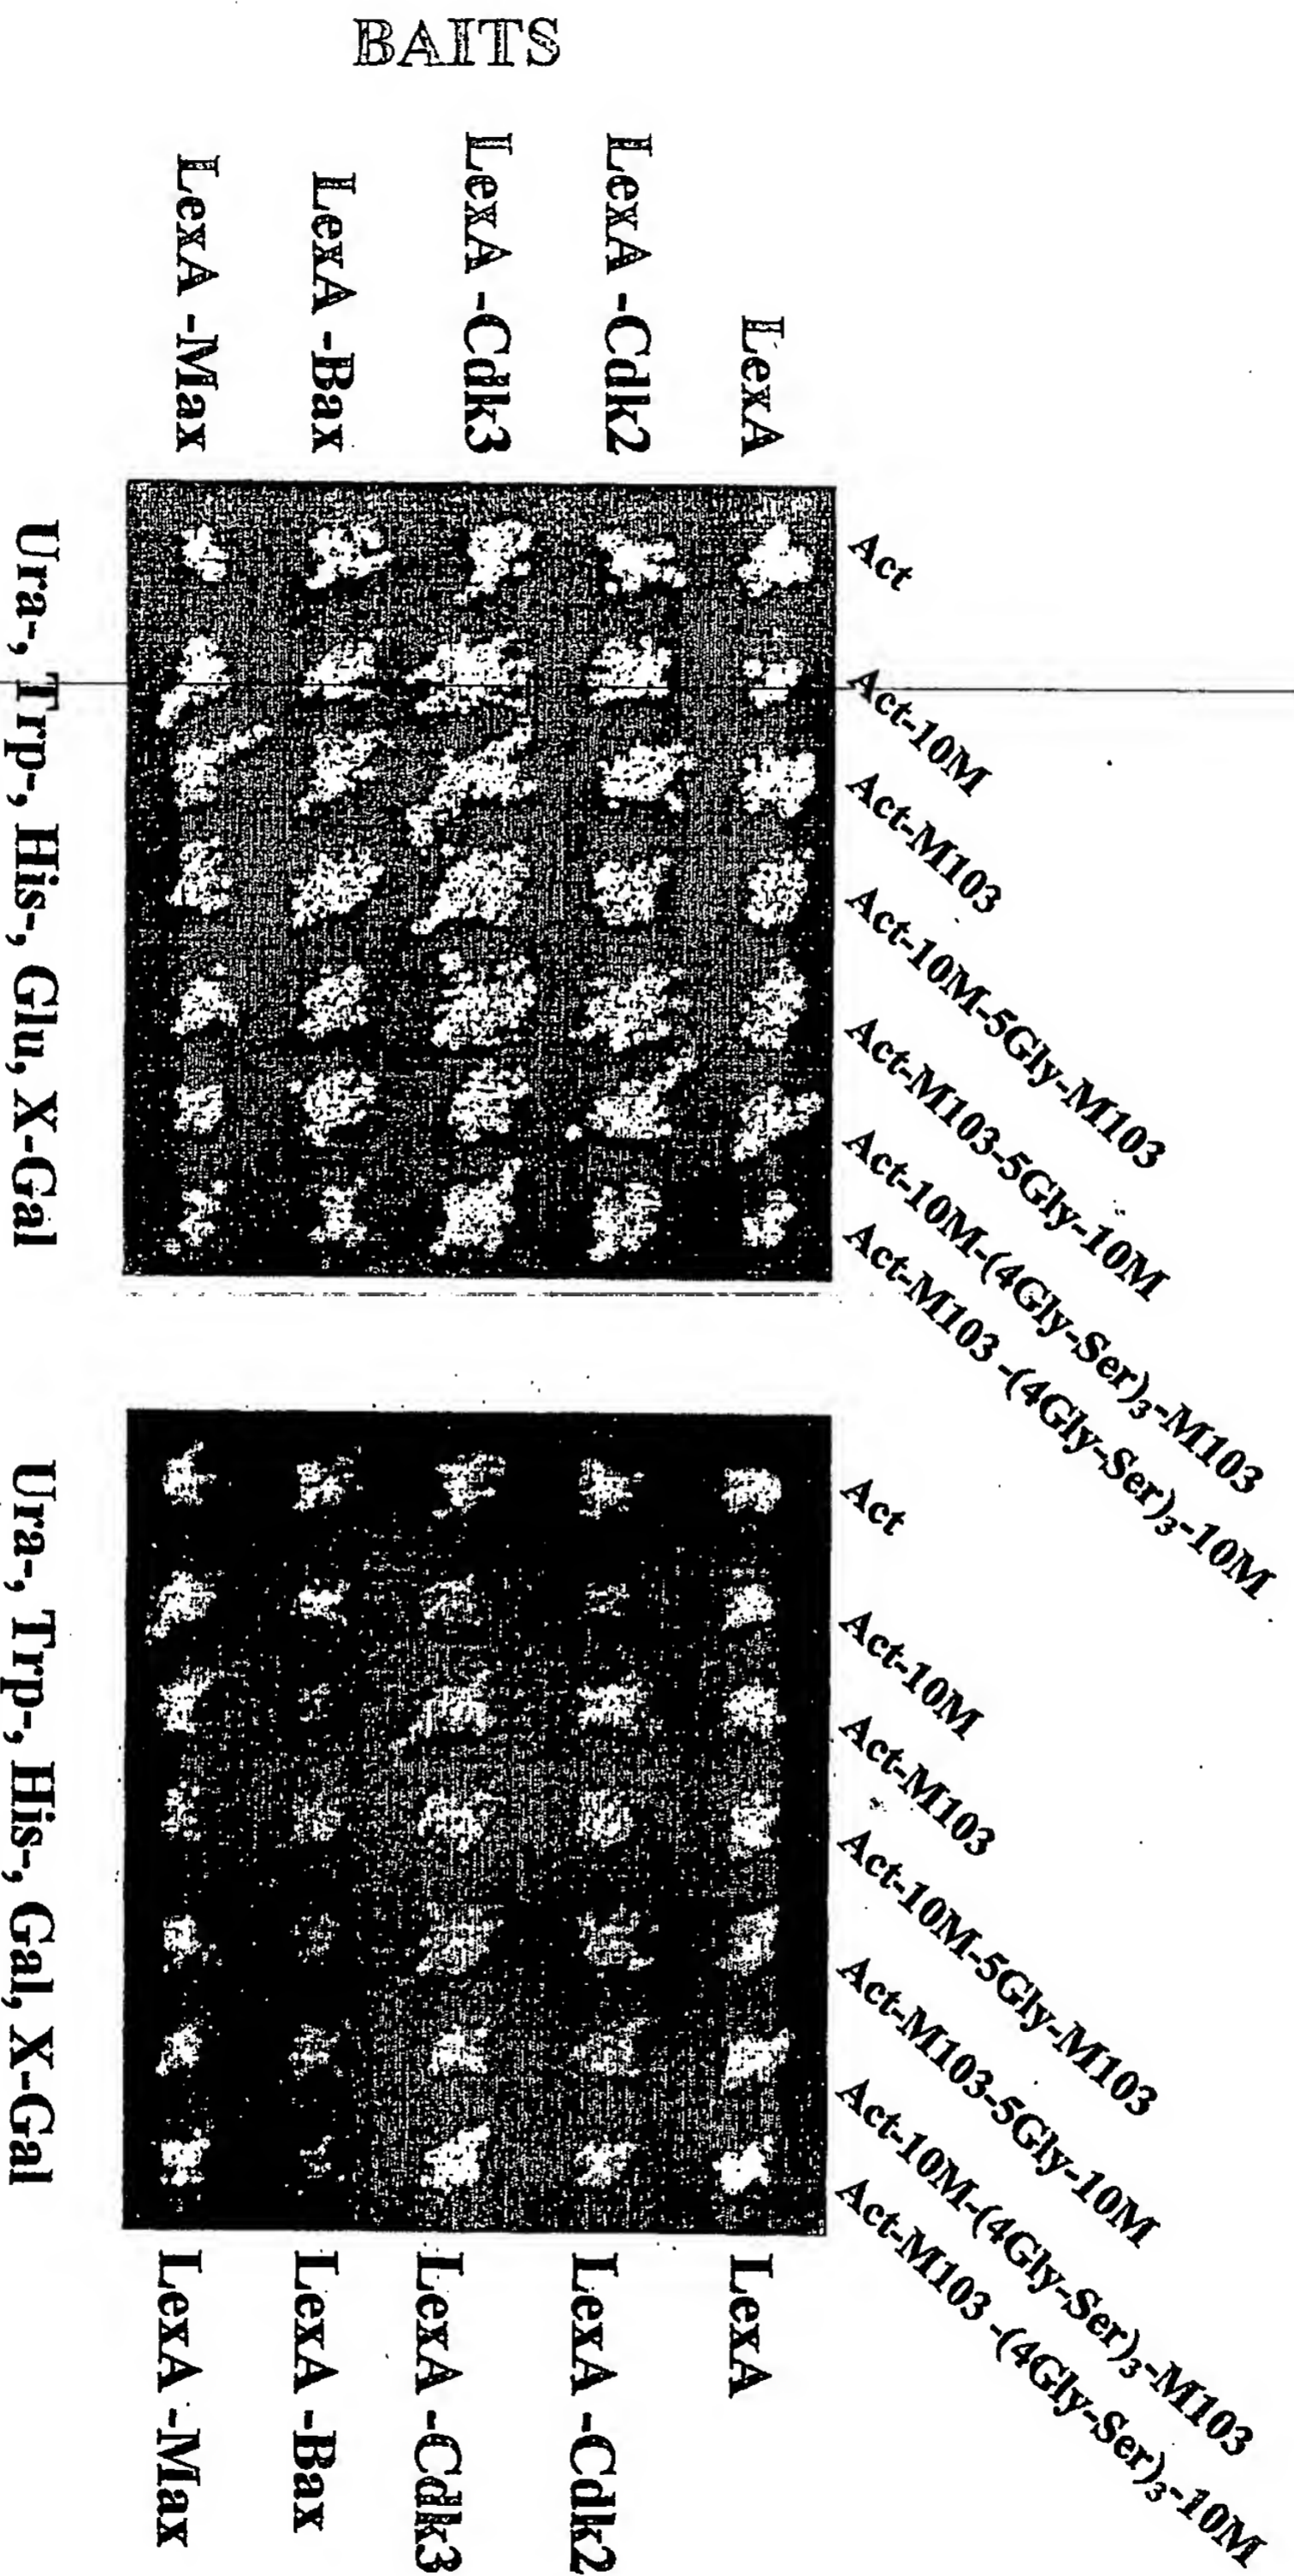 BAITS
LexA
LexA -Cdk2
LexA -Cdk3
LexA -Bax
LexA -Max
Act
Act-10M
Act-M103
Act-10M-5Gly-M103
Act-M103-5Gly-10M
Act-10M-(4Gly-Ser)₃-M103
Act-M103 -(4Gly-Ser)₃-10M
Ura-, Trp-, His-, Glu, X-Gal
Act
Act-10M
Act-M103
Act-10M-5Gly-M103
Act-M103-5Gly-10M
Act-10M-(4Gly-Ser)₃-M103
Act-M103 -(4Gly-Ser)₃-10M
LexA
LexA -Cdk2
LexA -Cdk3
LexA -Bax
LexA -Max
Ura-, Trp-, His-, Gal, X-Gal